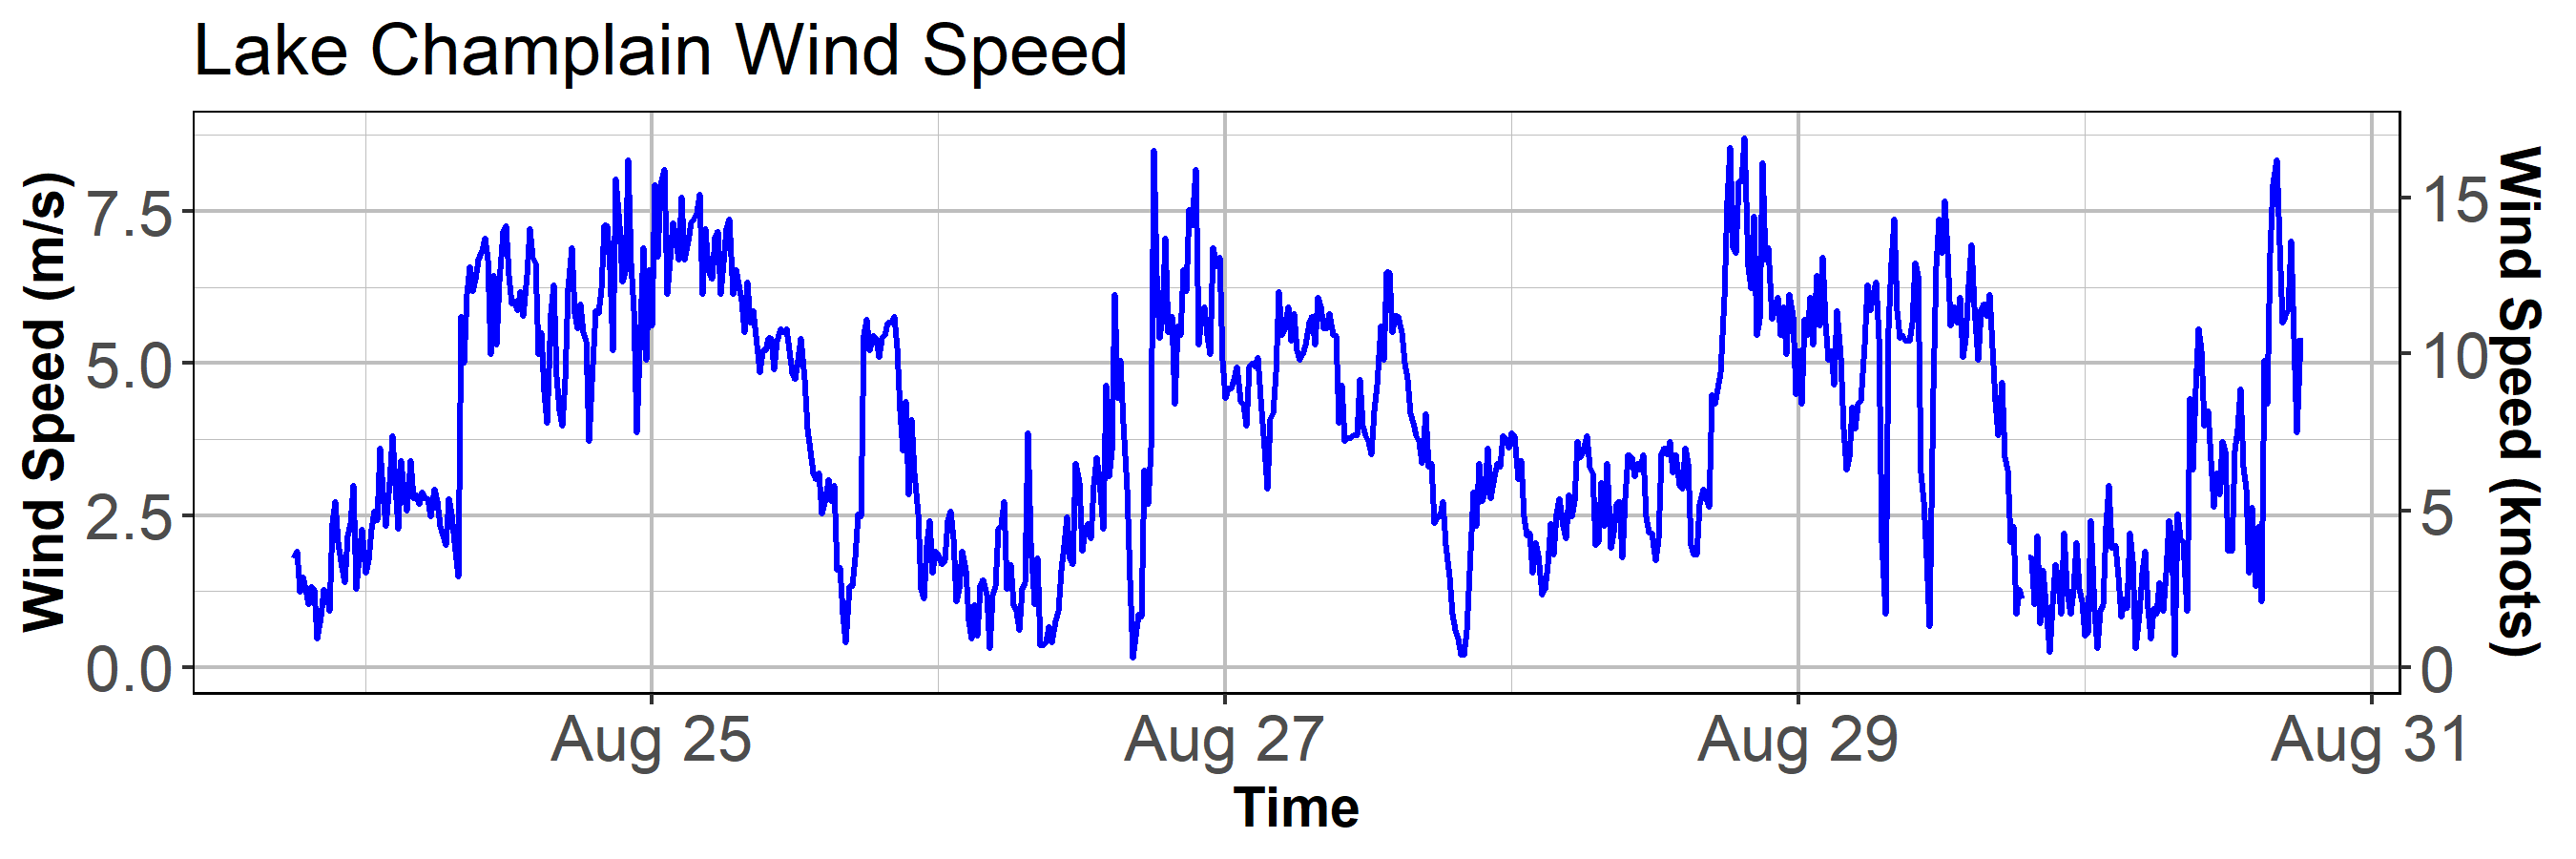 Lake Champlain Wind Speed
Wind Speed (m/s)
7.5
5.0
2.5
0.0
15
10
5
0
Wind Speed (knots)
Aug 25
Aug 27
Aug 29
Aug 31
Time